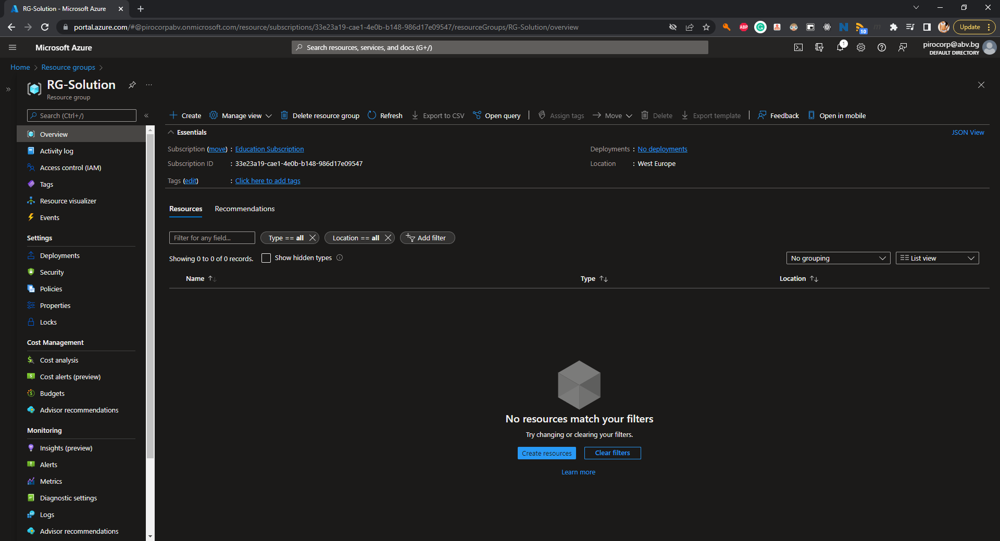 RG-Solution - Microsoft Azure
portal.azure.com/#@pirocorpabv.onmicrosoft.com/resource/subscriptions/33e23a19-cae1-4e0b-b148-986d17e09547/resourceGroups/RG-Solution/overview
ABP
10
Update
Microsoft Azure
Search resources, services, and docs (G+/)
1
pirocorp@abv.bg
DEFAULT DIRECTORY
Home > Resource groups >
RG-Solution
Resource group
Search (Ctrl+/)
Create
Manage view
Delete resource group
Refresh
Export to CSV
Open query
Assign tags
Move
Delete
Export template
Feedback
Open in mobile
Overview
Activity log
Access control (IAM)
Tags
Resource visualizer
Events
Settings
Deployments
Security
Policies
Properties
Locks
Cost Management
Cost analysis
Cost alerts (preview)
Budgets
Advisor recommendations
Monitoring
Insights (preview)
Alerts
Metrics
Diagnostic settings
Logs
Advisor recommendations
Essentials
JSON View
Subscription (move) : Education Subscription
Deployments : No deployments
Subscription ID : 33e23a19-cae1-4e0b-b148-986d17e09547
Location : West Europe
Tags (edit) : Click here to add tags
Resources
Recommendations
Filter for any field...
Type == all
Location == all
Add filter
Showing 0 to 0 of 0 records.
Show hidden types
No grouping
List view
Name
Type
Location
No resources match your filters
Try changing or clearing your filters.
Create resources
Clear filters
Learn more